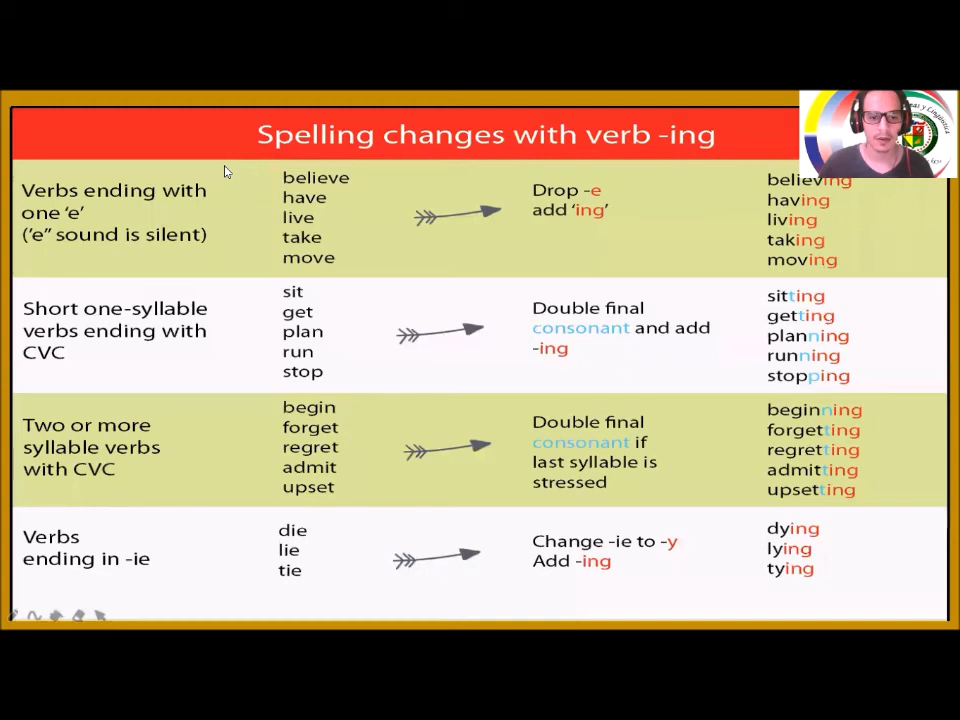 Spelling changes with verb -ing
Verbs ending with
one ‘e’
(’e” sound is silent)
believe
have
live
take
move
Drop -e
add ‘ing’
believing
having
living
taking
moving
Short one-syllable
verbs ending with
CVC
sit
get
plan
run
stop
Double final
consonant and add
-ing
sitting
getting
planning
running
stopping
Two or more
syllable verbs
with CVC
begin
forget
regret
admit
upset
Double final
consonant if
last syllable is
stressed
beginning
forgetting
regretting
admitting
upsetting
Verbs
ending in -ie
die
lie
tie
Change -ie to -y
Add -ing
dying
lying
tying